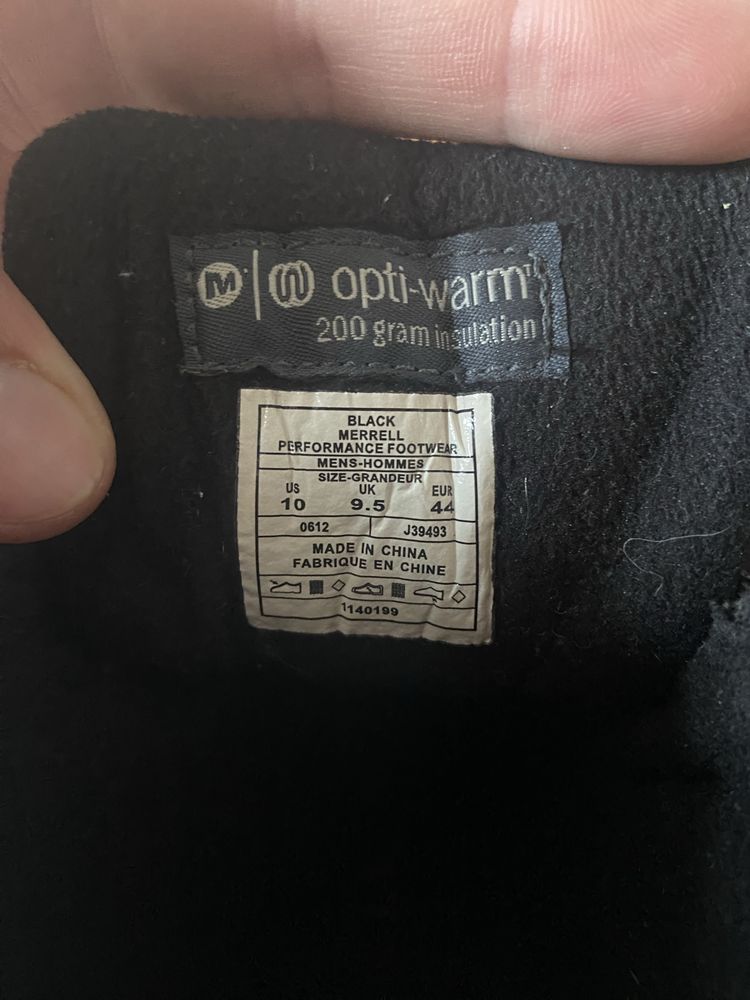 M | opti-warm™
200 gram insulation
BLACK
MERRELL
PERFORMANCE FOOTWEAR
MENS-HOMMES
SIZE-GRANDEUR
US UK EUR
10 9.5 44
0612 J39493
MADE IN CHINA
FABRIQUE EN CHINE
1140199